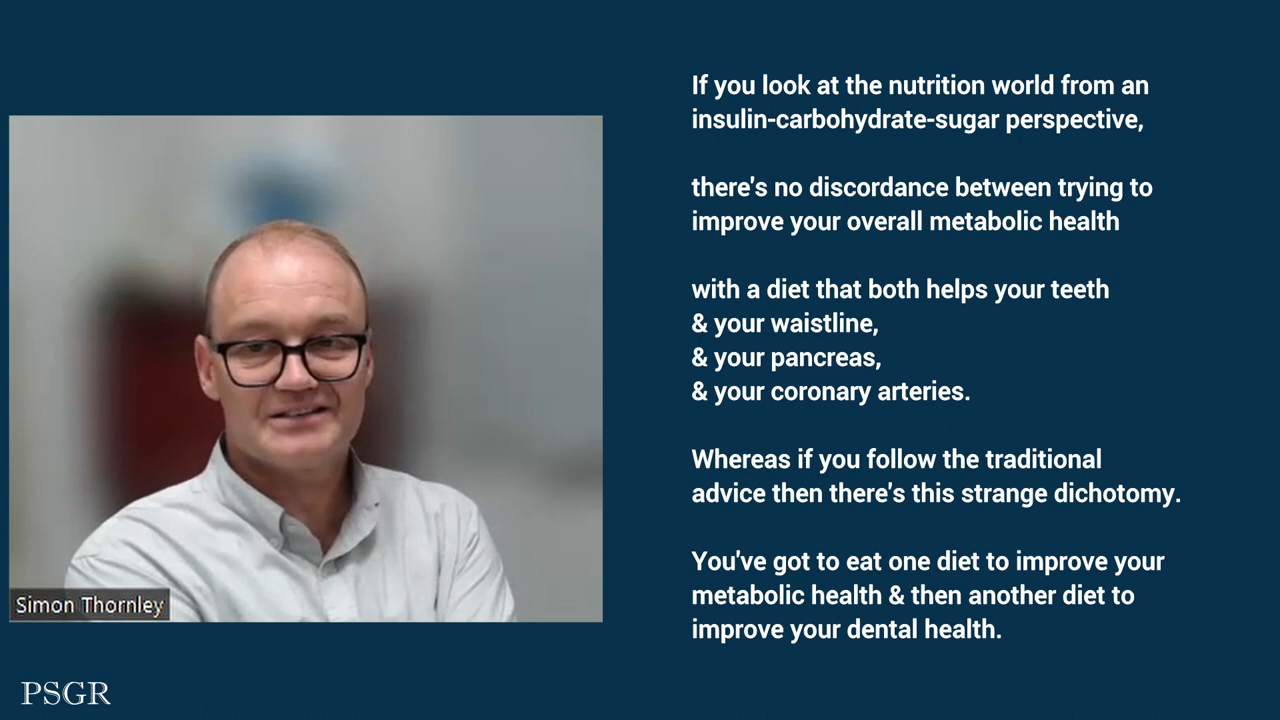 If you look at the nutrition world from an
insulin-carbohydrate-sugar perspective,
there's no discordance between trying to
improve your overall metabolic health
with a diet that both helps your teeth
& your waistline,
& your pancreas,
& your coronary arteries.
Whereas if you follow the traditional
advice then there's this strange dichotomy.
You've got to eat one diet to improve your
metabolic health & then another diet to
improve your dental health.
Simon Thornley
PSGR